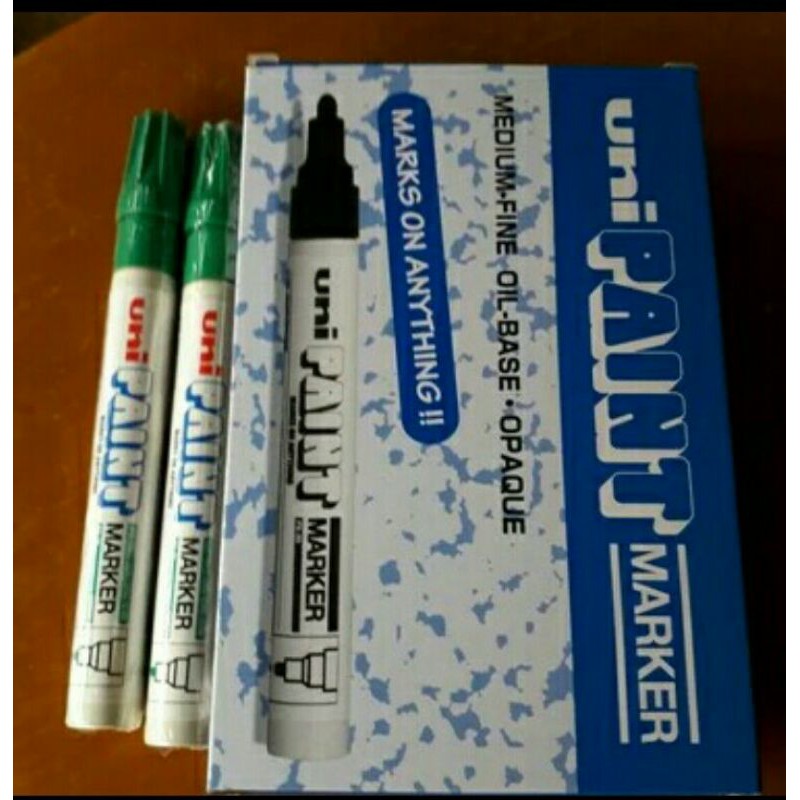 uni PAINT MARKER
MEDIUM-FINE OIL-BASE • OPAQUE
MARKS ON ANYTHING!!
uni PAINT MARKER
uni PAINT MARKER
uni PAINT MARKER